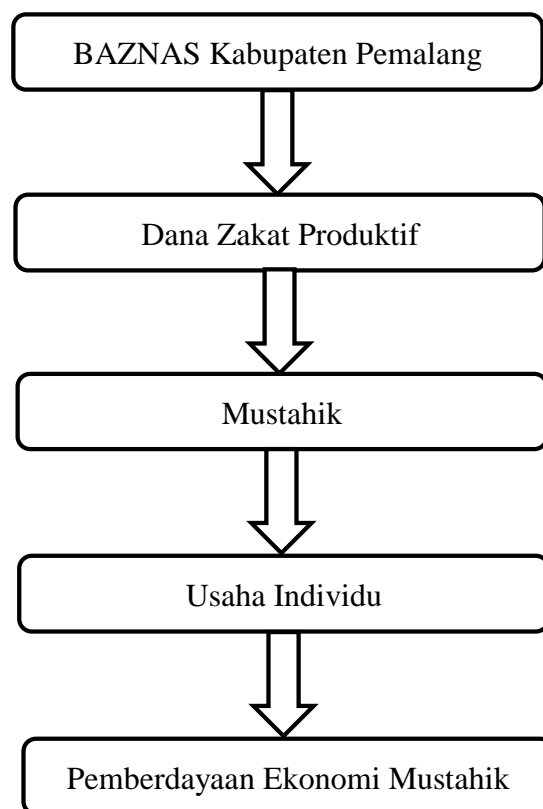 BAZNAS Kabupaten Pemalang
Dana Zakat Produktif
Mustahik
Usaha Individu
Pemberdayaan Ekonomi Mustahik